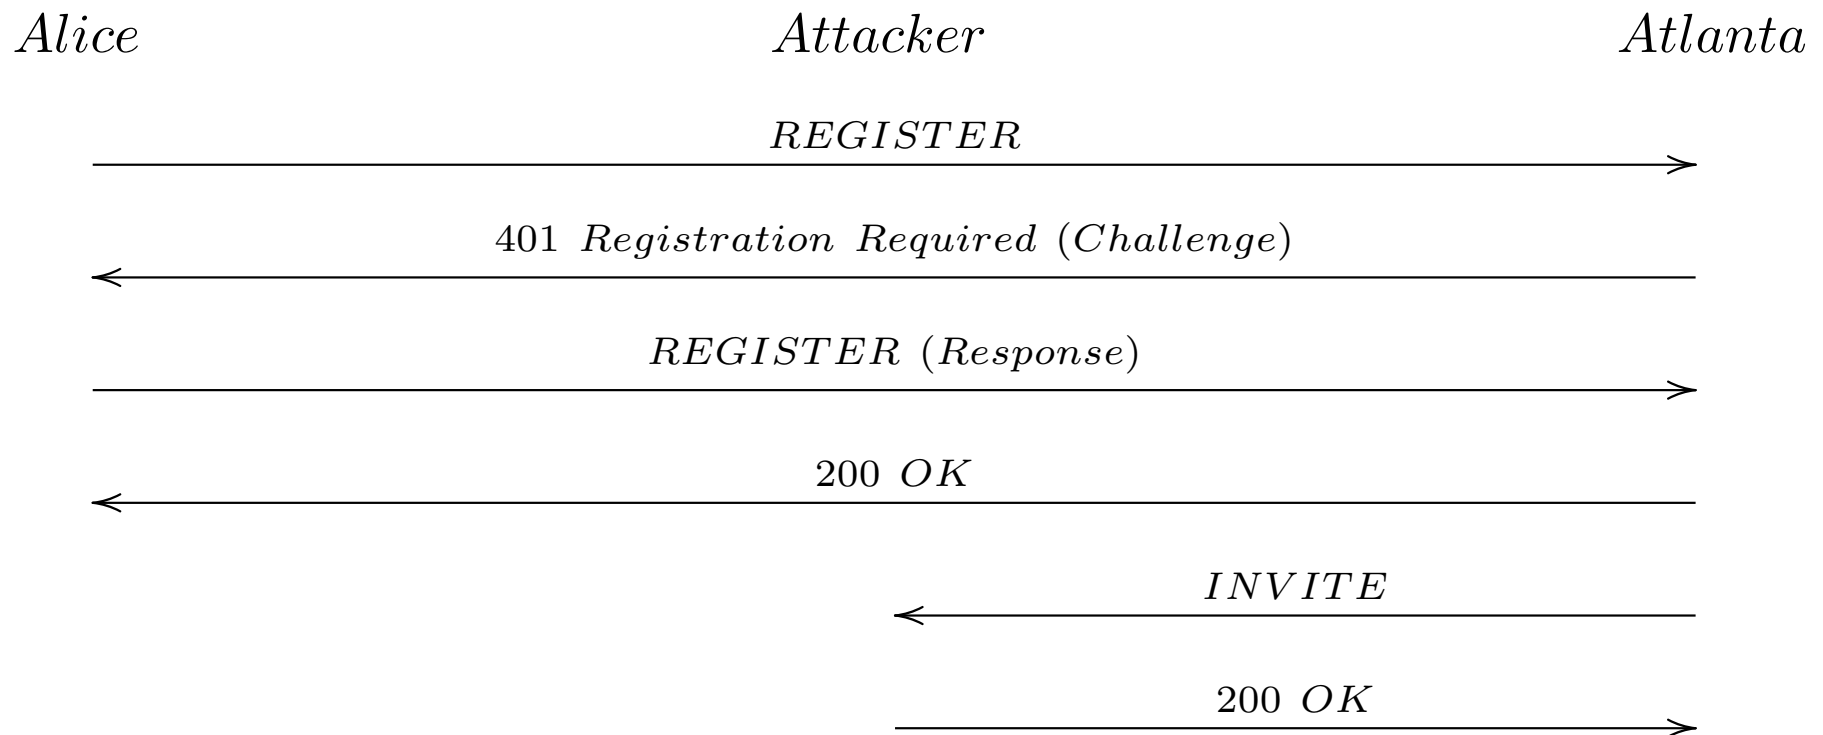 Alice Attacker Atlanta
REGISTER
401 Registration Required (Challenge)
REGISTER (Response)
200 OK
INVITE
200 OK